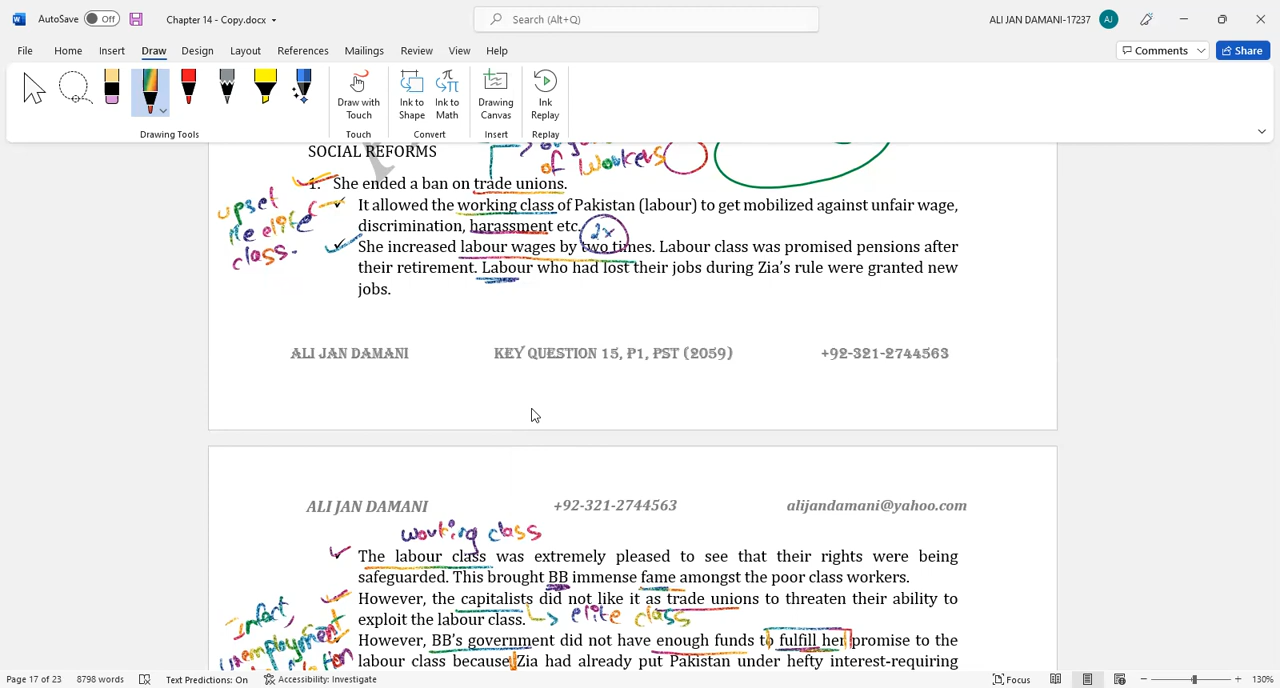 AutoSave Off Chapter 14 - Copy.docx Search (Alt+Q) ALI JAN DAMANI-17237 AJ
File Home Insert Draw Design Layout References Mailings Review View Help Comments Share
Draw with Touch Ink to Shape Ink to Math Drawing Canvas Ink Replay
Drawing Tools Touch Convert Insert Replay
SOCIAL REFORMS
of workers
1. She ended a ban on trade unions.
✓ It allowed the working class of Pakistan (labour) to get mobilized against unfair wage,
discrimination, harassment etc.
upset
the elite
class.
2x
✓ She increased labour wages by two times. Labour class was promised pensions after
their retirement. Labour who had lost their jobs during Zia's rule were granted new
jobs.
ALI JAN DAMANI KEY QUESTION 15, P1, PST (2059) +92-321-2744563
ALI JAN DAMANI +92-321-2744563 alijandamani@yahoo.com
working class
✓ The labour class was extremely pleased to see that their rights were being
safeguarded. This brought BB immense fame amongst the poor class workers.
✓ However, the capitalists did not like it as trade unions to threaten their ability to
exploit the labour class. elite class
Infact,
unemployment
✓ However, BB's government did not have enough funds to fulfill her promise to the
labour class because Zia had already put Pakistan under hefty interest-requiring
Page 17 of 23 8798 words Text Predictions: On Accessibility: Investigate Focus 130%